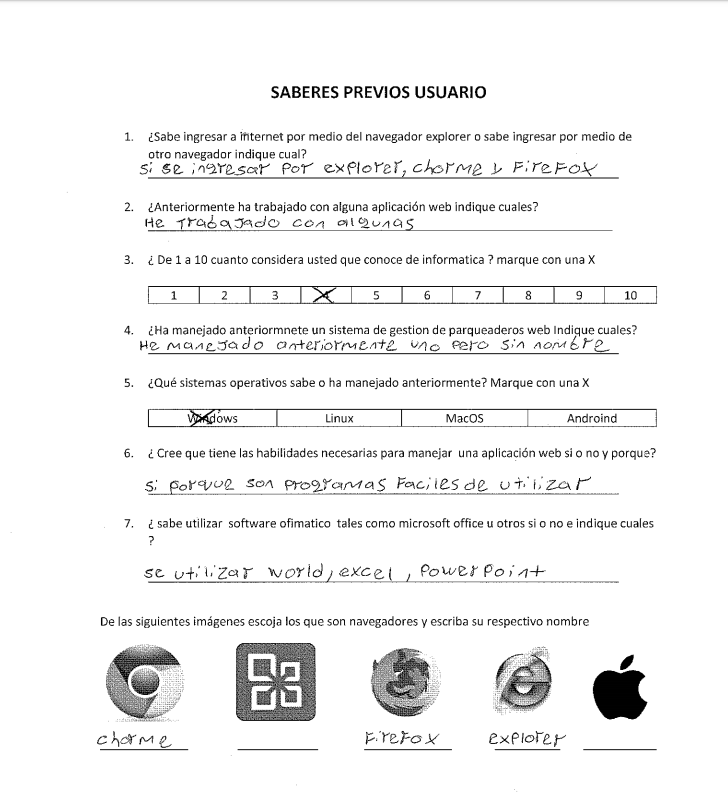 SABERES PREVIOS USUARIO
1. ¿Sabe ingresar a internet por medio del navegador explorer o sabe ingresar por medio de
otro navegador indique cual?
Si se ingresar por explorer, chorme y FireFox
2. ¿Anteriormente ha trabajado con alguna aplicación web indique cuales?
He Trabajado con algunas
3. ¿ De 1 a 10 cuanto considera usted que conoce de informatica ? marque con una X
1 2 3 X 5 6 7 8 9 10
4. ¿Ha manejado anteriormnete un sistema de gestion de parqueaderos web Indique cuales?
He manejado anteriormente uno pero sin nombre
5. ¿Qué sistemas operativos sabe o ha manejado anteriormente? Marque con una X
Windows Linux MacOS Androind
6. ¿ Cree que tiene las habilidades necesarias para manejar una aplicación web si o no y porque?
Si porque son programas Faciles de utilizar
7. ¿ sabe utilizar software ofimatico tales como microsoft office u otros si o no e indique cuales
?
se utilizar world, excel, PowerPoint
De las siguientes imágenes escoja los que son navegadores y escriba su respectivo nombre
chorme FireFox explorer